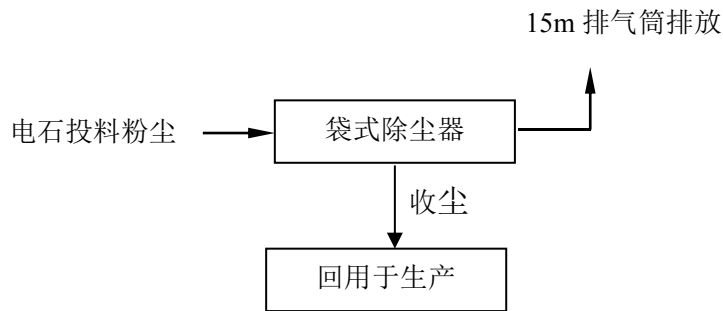 15m 排气筒排放
电石投料粉尘
袋式除尘器
收尘
回用于生产